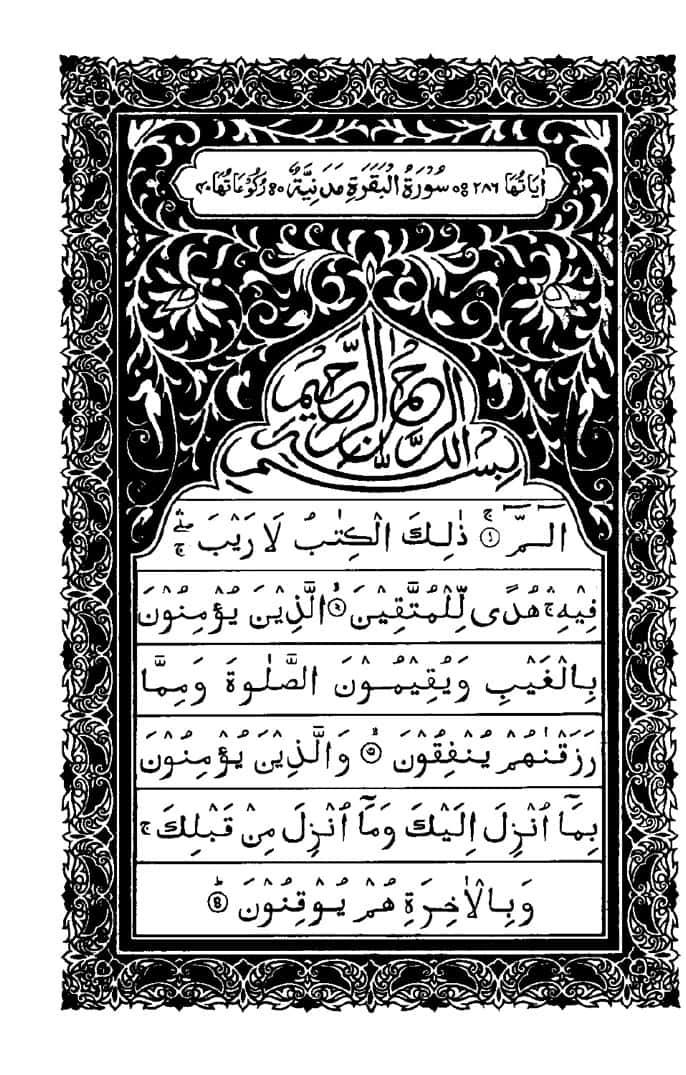 اٰيَاتُهَا ٢٨٦ سُوْرَةُ الْبَقَرَةِ مَدَنِيَّةٌ رُكُوْعَاتُهَا ٤٠
بِسْمِ اللّٰهِ الرَّحْمٰنِ الرَّحِيْمِ
الٓـمّٓ ۚ ﴿١﴾ ذٰلِكَ الْكِتٰبُ لَا رَيْبَ ۛۖۚ
فِيْهِ ۛۚ هُدًى لِّلْمُتَّقِيْنَ ۙ﴿٢﴾ الَّذِيْنَ يُؤْمِنُوْنَ
بِالْغَيْبِ وَيُقِيْمُوْنَ الصَّلٰوةَ وَمِمَّا
رَزَقْنٰهُمْ يُنْفِقُوْنَ ۙ﴿٣﴾ وَالَّذِيْنَ يُؤْمِنُوْنَ
بِمَآ اُنْزِلَ اِلَيْكَ وَمَآ اُنْزِلَ مِنْ قَبْلِكَ ۚ
وَبِالْاٰخِرَةِ هُمْ يُوْقِنُوْنَ ؕ﴿٤﴾